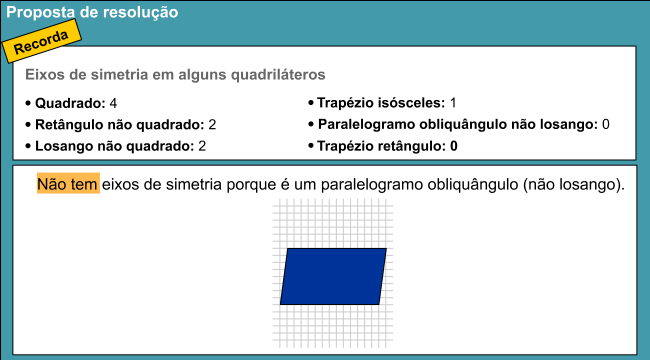 Proposta de resolução
Recorda
Eixos de simetria em alguns quadriláteros
• Quadrado: 4
• Retângulo não quadrado: 2
• Losango não quadrado: 2
• Trapézio isósceles: 1
• Paralelogramo obliquângulo não losango: 0
• Trapézio retângulo: 0
Não tem eixos de simetria porque é um paralelogramo obliquângulo (não losango).